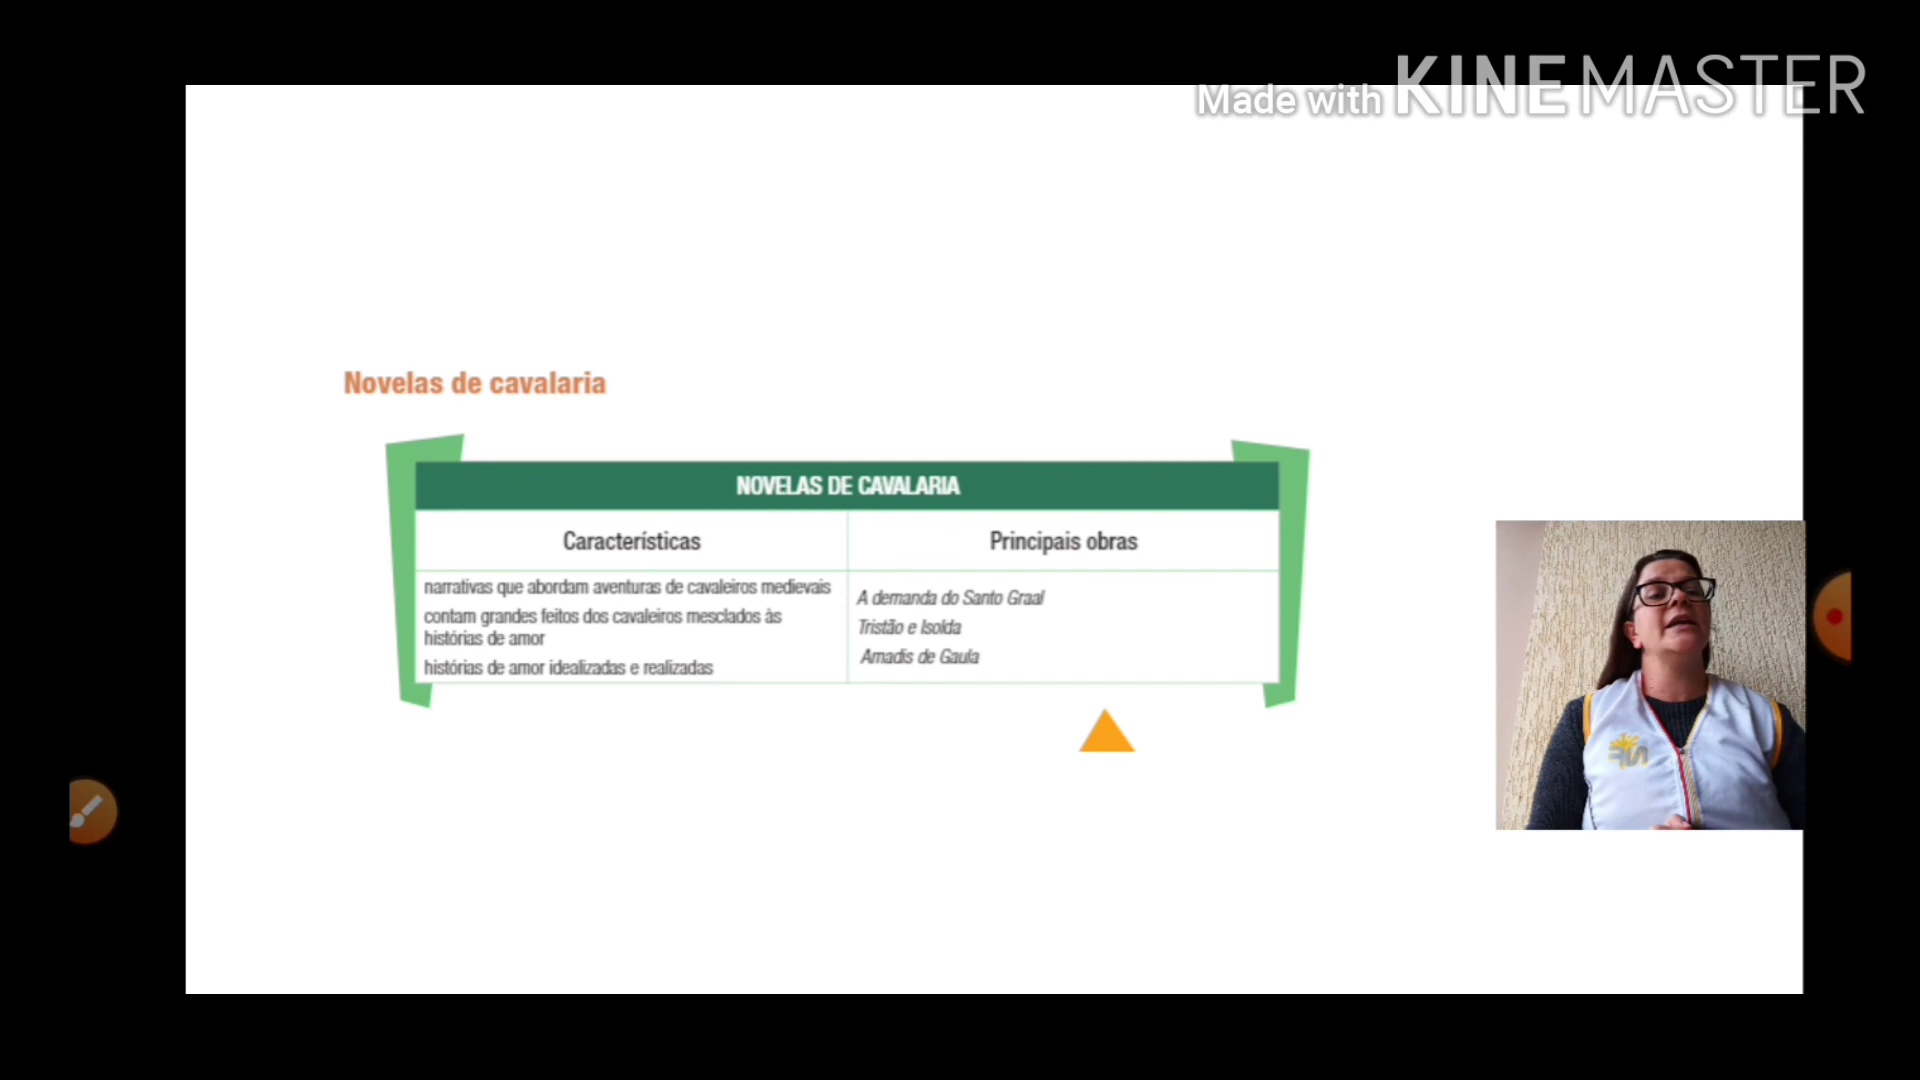 Made with KINEMASTER
Novelas de cavalaria
NOVELAS DE CAVALARIA
Características
Principais obras
narrativas que abordam aventuras de cavaleiros medievais
contam grandes feitos dos cavaleiros mesclados às
histórias de amor
histórias de amor idealizadas e realizadas
A demanda do Santo Graal
Tristão e Isolda
Amadis de Gaula